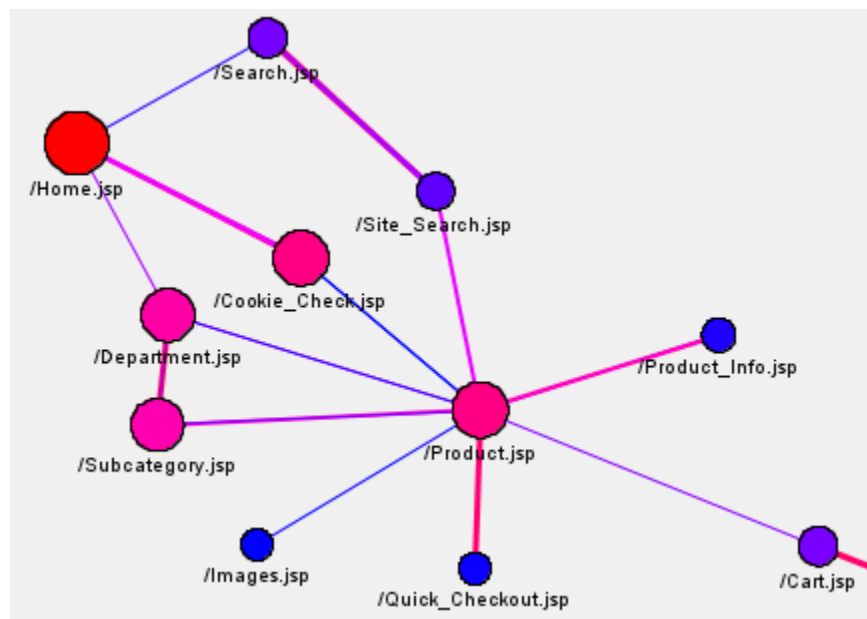 /Search.jsp
/Home.jsp
/Site_Search.jsp
/Cookie_Check.jsp
/Department.jsp
/Product_Info.jsp
/Product.jsp
/Subcategory.jsp
/Images.jsp
/Cart.jsp
/Quick_Checkout.jsp